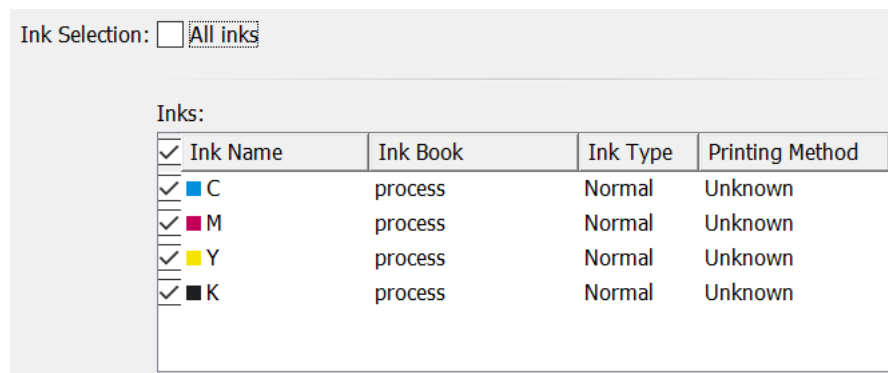 Ink Selection: All inks
Inks:
Ink Name Ink Book Ink Type Printing Method
C process Normal Unknown
M process Normal Unknown
Y process Normal Unknown
K process Normal Unknown